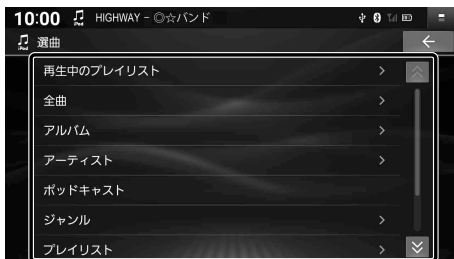 10:00 HIGHWAY − ◎☆バンド
iPod 選曲
再生中のプレイリスト
全曲
アルバム
アーティスト
ポッドキャスト
ジャンル
プレイリスト